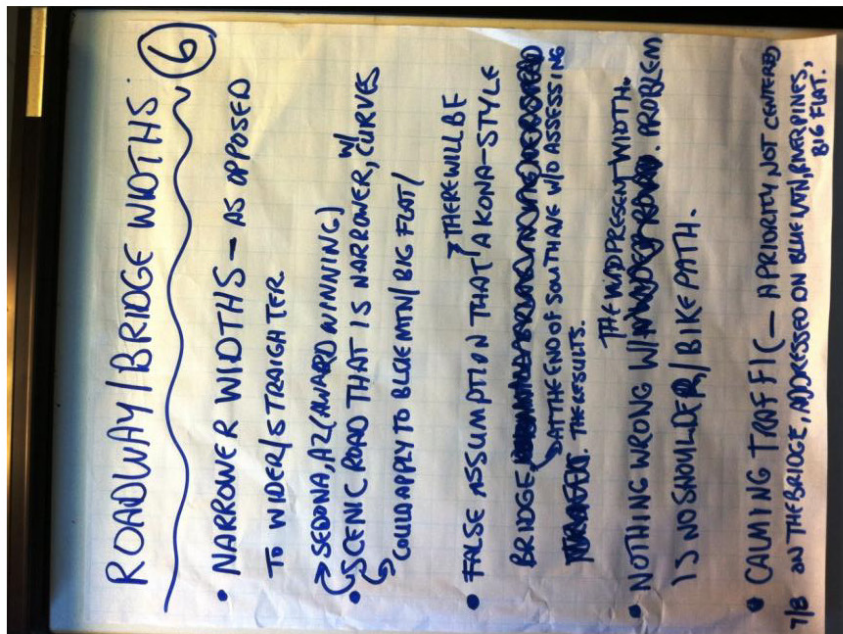 ROADWAY/BRIDGE WIDTHS 6
• NARROWER WIDTHS - AS OPPOSED
TO WIDER/STRAIGHTER
SEDONA, AZ (AWARD WINNING)
• SCENIC ROAD THAT IS NARROWER, W/ CURVES
COULD APPLY TO BLUE MTN/BIG FLAT/
THERE WILL BE
• FALSE ASSUMPTION THAT A KONA-STYLE
BRIDGE
AT THE END OF SOUTH AVE W/O ASSESSING
THE RESULTS.
THE PRESENT WIDTH.
• NOTHING WRONG W/ PROBLEM
IS NO SHOULDER/BIKE PATH.
• CALMING TRAFFIC - A PRIORITY NOT CENTERED
7/8 ON THE BRIDGE, ADDRESSED ON BLUE MTN, RIVER PINES,
BIG FLAT.